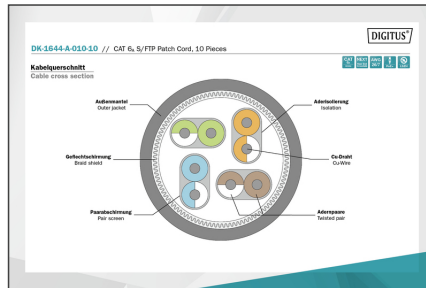 DIGITUS®
DK-1644-A-010-10 // CAT 6A S/FTP Patch Cord, 10 Pieces
Kabelquerschnitt
Cable cross section
Außenmantel
Outer jacket
Aderisolierung
Isolation
Geflechtschirmung
Braid shield
Cu-Draht
Cu-Wire
Paarabschirmung
Pair screen
Adernpaare
Twisted pair